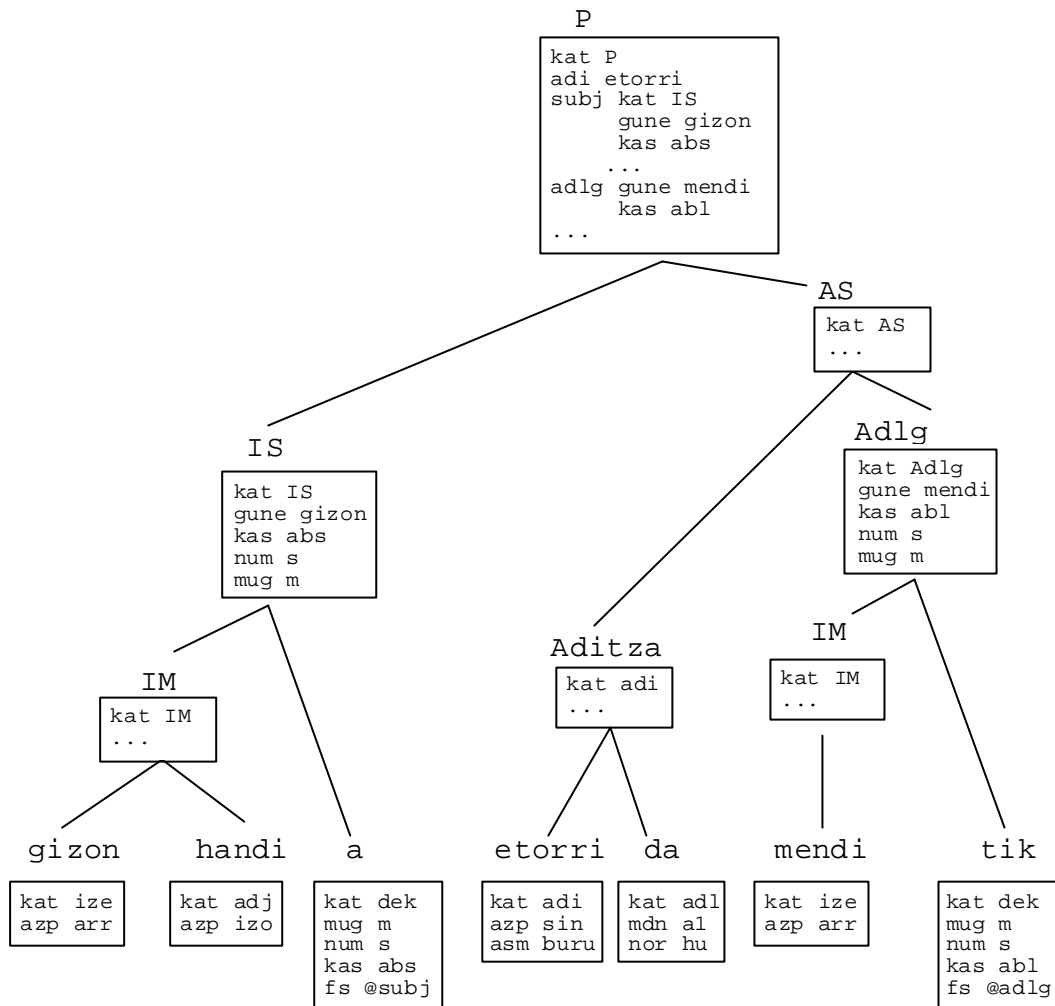 P
kat P
adi etorri
subj kat IS
gune gizon
kas abs
...
adlg gune mendi
kas abl
...
AS
kat AS
...
IS
kat IS
gune gizon
kas abs
num s
mug m
Adlg
kat Adlg
gune mendi
kas abl
num s
mug m
IM
kat IM
...
Aditza
kat adi
...
IM
kat IM
...
gizon
kat ize
azp arr
handi
kat adj
azp izo
a
kat dek
mug m
num s
kas abs
fs @subj
etorri
kat adi
azp sin
asm buru
da
kat adl
mdn a1
nor hu
mendi
kat ize
azp arr
tik
kat dek
mug m
num s
kas abl
fs @adlg